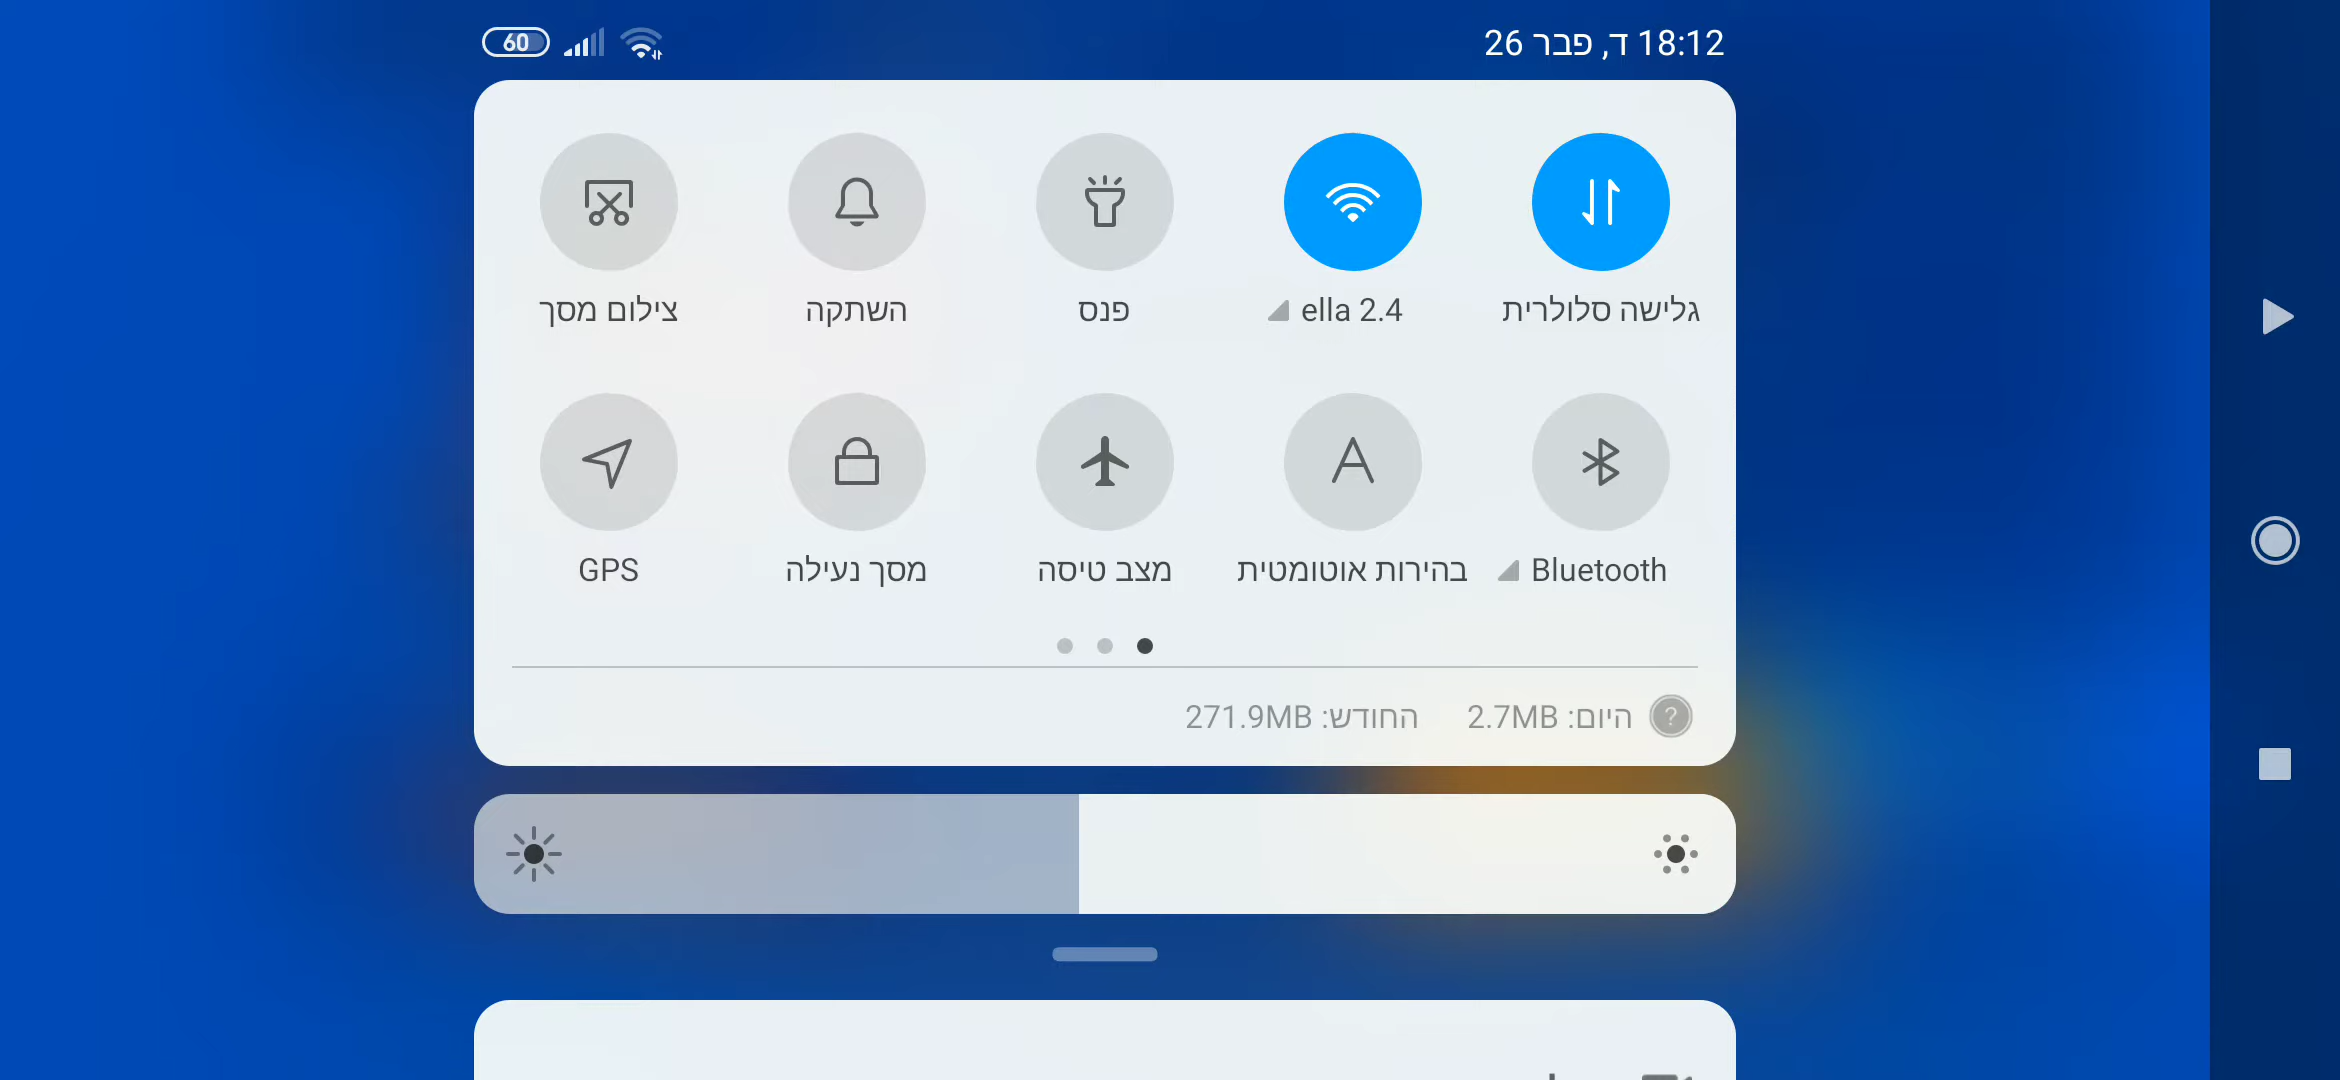 18:12 ד, פבר 26
60
גלישה סלולרית
ella 2.4
פנס
השתקה
צילום מסך
Bluetooth
בהירות אוטומטית
מצב טיסה
מסך נעילה
GPS
היום: 2.7MB החודש: 271.9MB